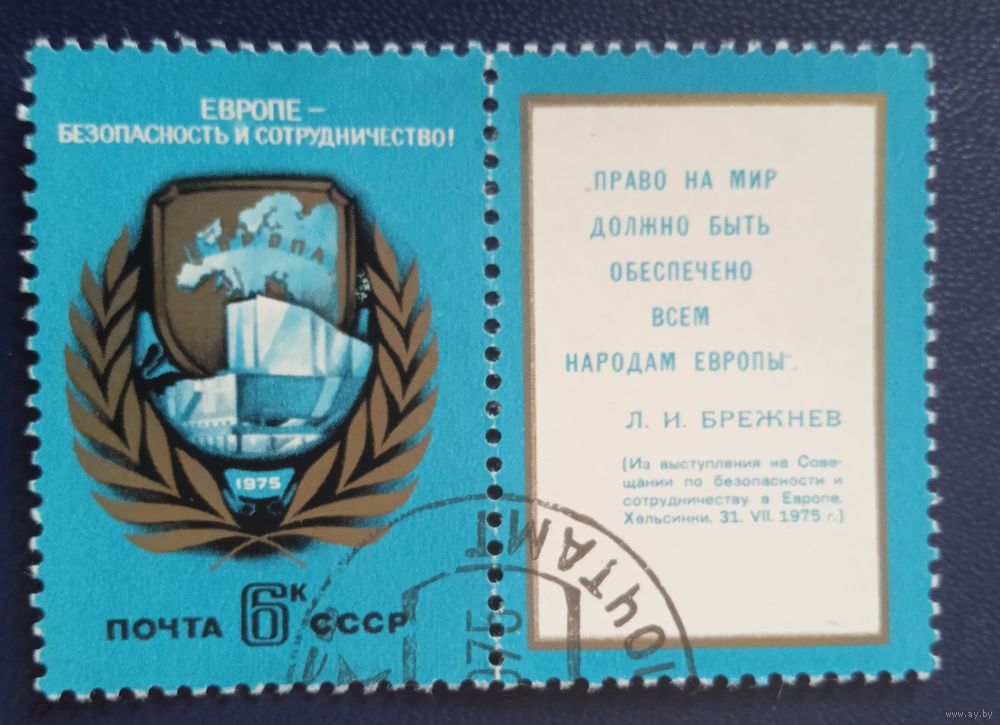 ЕВРОПЕ –
БЕЗОПАСНОСТЬ И СОТРУДНИЧЕСТВО!
ЕВРОПА
1975
ПОЧТА 6К СССР
„ПРАВО НА МИР
ДОЛЖНО БЫТЬ
ОБЕСПЕЧЕНО
ВСЕМ
НАРОДАМ ЕВРОПЫ“.
Л. И. БРЕЖНЕВ
(Из выступления на Сове-
щании по безопасности и
сотрудничеству в Европе.
Хельсинки. 31. VII. 1975 г.)
ПОЧТАМТ
975
www.ay.by